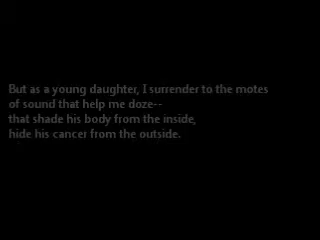 But as a young daughter, I surrender to the motes
of sound that help me doze--
that shade his body from the inside,
hide his cancer from the outside.